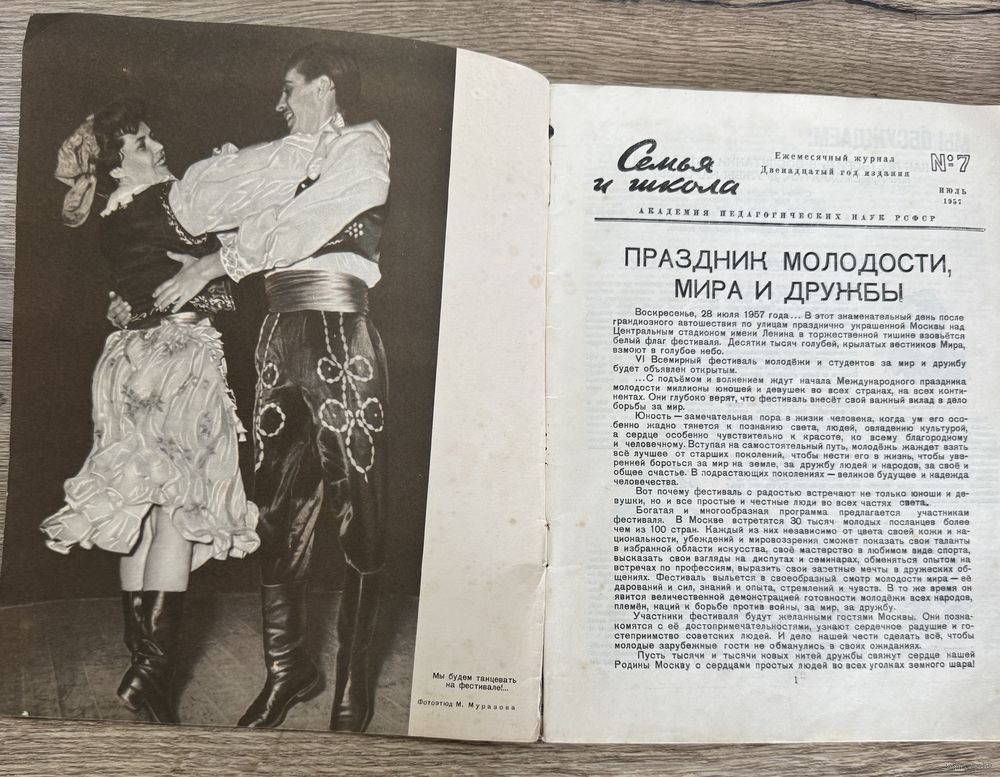 Мы будем танцевать
на фестивале!...
Фотоэтюд М. Муразова
Семья
и школа
Ежемесячный журнал
Двенадцатый год издания
№7
ИЮЛЬ
1957
АКАДЕМИЯ ПЕДАГОГИЧЕСКИХ НАУК РСФСР
ПРАЗДНИК МОЛОДОСТИ,
МИРА И ДРУЖБЫ
Воскресенье, 28 июля 1957 года... В этот знаменательный день после
грандиозного автошествия по улицам празднично украшенной Москвы над
Центральным стадионом имени Ленина в торжественной тишине взовьётся
белый флаг фестиваля. Десятки тысяч голубей, крылатых вестников Мира,
взмоют в голубое небо.
VI Всемирный фестиваль молодёжи и студентов за мир и дружбу
будет объявлен открытым.
...С подъёмом и волнением ждут начала Международного праздника
молодости миллионы юношей и девушек во всех странах, на всех конти-
нентах. Они глубоко верят, что фестиваль внесёт свой важный вклад в дело
борьбы за мир.
Юность — замечательная пора в жизни человека, когда ум его осо-
бенно жадно тянется к познанию света, людей, овладению культурой,
а сердце особенно чувствительно к красоте, ко всему благородному
и человечному. Вступая на самостоятельный путь, молодёжь жаждет взять
всё лучшее от старших поколений, чтобы нести его в жизнь, чтобы уве-
ренней бороться за мир на земле, за дружбу людей и народов, за своё и
общее счастье. В подрастающих поколениях — великое будущее и надежда
человечества.
Вот почему фестиваль с радостью встречают не только юноши и де-
вушки, но и все простые и честные люди во всех частях света.
Богатая и многообразная программа предлагается участникам
фестиваля. В Москве встретятся 30 тысяч молодых посланцев более
чем из 100 стран. Каждый из них независимо от цвета своей кожи и на-
циональности, убеждений и мировоззрения сможет показать свои таланты
в избранной области искусства, своё мастерство в любимом виде спорта,
высказать свои взгляды на диспутах и семинарах, обменяться опытом на
встречах по профессиям, выразить свои заветные мечты в дружеских об-
щениях. Фестиваль выльется в своеобразный смотр молодости мира — её
дарований и сил, знаний и опыта, стремлений и чувств. В то же время он
явится величественной демонстрацией готовности молодёжи всех народов,
племён, наций к борьбе против войны, за мир, за дружбу.
Участники фестиваля будут желанными гостями Москвы. Они позна-
комятся с её достопримечательностями, узнают сердечное радушие и го-
степриимство советских людей. И дело нашей чести сделать всё, чтобы
молодые зарубежные гости не обманулись в своих ожиданиях.
Пусть тысячи и тысячи новых нитей дружбы свяжут сердце нашей
Родины Москву с сердцами простых людей во всех уголках земного шара!
1